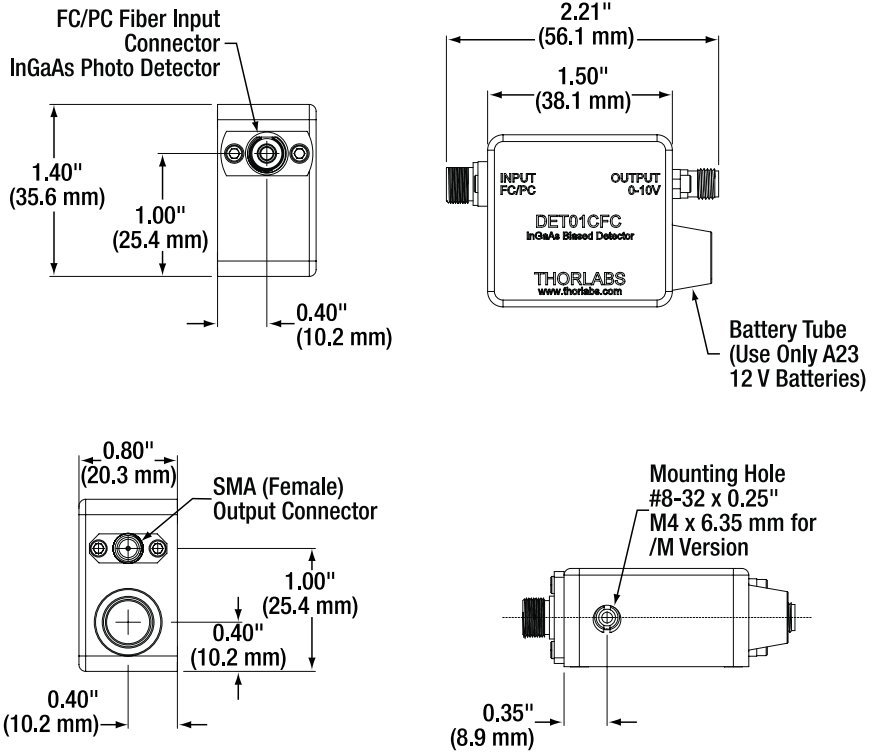 FC/PC Fiber Input
Connector
InGaAs Photo Detector
1.40"
(35.6 mm)
1.00"
(25.4 mm)
0.40"
(10.2 mm)
2.21"
(56.1 mm)
1.50"
(38.1 mm)
INPUT
FC/PC
OUTPUT
0-10V
DET01CFC
InGaAs Biased Detector
THORLABS
www.thorlabs.com
Battery Tube
(Use Only A23
12 V Batteries)
0.80"
(20.3 mm)
SMA (Female)
Output Connector
1.00"
(25.4 mm)
0.40"
(10.2 mm)
0.40"
(10.2 mm)
Mounting Hole
#8-32 x 0.25"
M4 x 6.35 mm for
/M Version
0.35"
(8.9 mm)